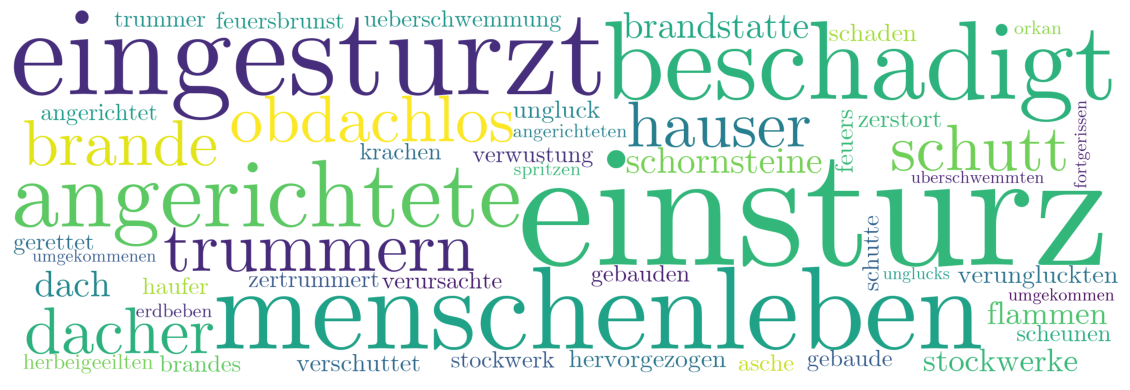 trummer feuersbrunst ueberschwemmung brandstatte schaden orkan
eingesturzt beschadigt
angerichtet obdachlos ungluck hauser feuers zerstort fortgerissen
brande krachen angerichteten verwustung spritzen schornsteine schutt
angerichtete einsturz uberschwemmten
gerettet umgekommenen trummern schutte
dach haufer zertrummert verursachte gebauden unglucks verungluckten
erdbeben menschenleben umgekommen
dacher flammen scheunen
herbeigeeilten brandes verschuttet stockwerk hervorgezogen asche gebaude stockwerke